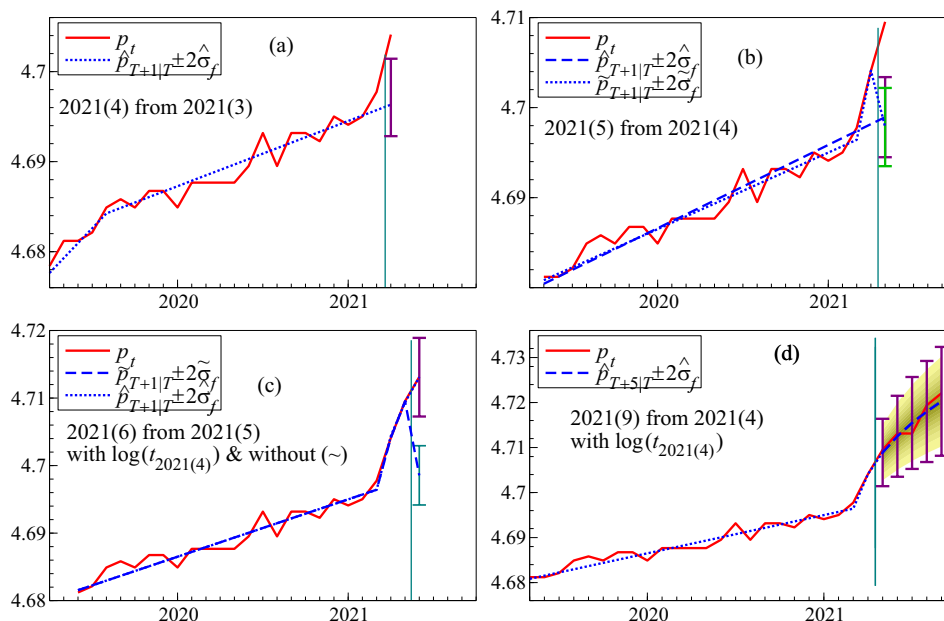 p_t
p̂_{T+1|T}±2σ̂_f
(a)
2021(4) from 2021(3)
4.7
4.69
4.68
2020
2021
p_t
p̂_{T+1|T}±2σ̂_f
p̃_{T+1|T}±2σ̃_f
(b)
2021(5) from 2021(4)
4.71
4.70
4.69
2020
2021
p_t
p̃_{T+1|T}±2σ̃_f
p̂_{T+1|T}±2σ̂_f
(c)
2021(6) from 2021(5)
with log(t_{2021(4)}) & without (~)
4.72
4.71
4.7
4.69
4.68
2020
2021
p_t
p̂_{T+5|T}±2σ̂_f
(d)
2021(9) from 2021(4)
with log(t_{2021(4)})
4.73
4.72
4.71
4.7
4.69
4.68
2020
2021